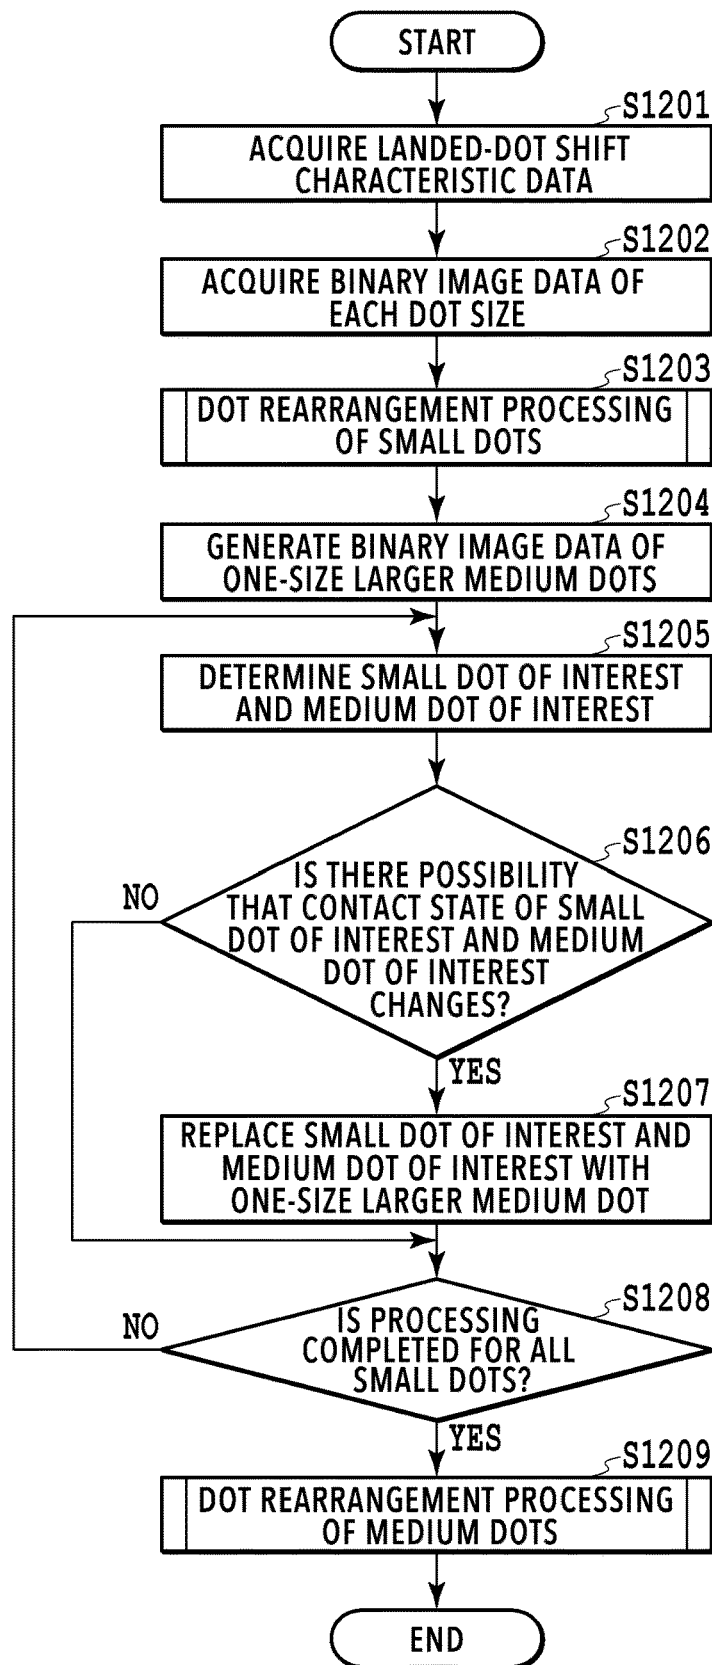 START
S1201
ACQUIRE LANDED-DOT SHIFT
CHARACTERISTIC DATA
S1202
ACQUIRE BINARY IMAGE DATA OF
EACH DOT SIZE
S1203
DOT REARRANGEMENT PROCESSING
OF SMALL DOTS
S1204
GENERATE BINARY IMAGE DATA OF
ONE-SIZE LARGER MEDIUM DOTS
S1205
DETERMINE SMALL DOT OF INTEREST
AND MEDIUM DOT OF INTEREST
S1206
IS THERE POSSIBILITY
THAT CONTACT STATE OF SMALL
DOT OF INTEREST AND MEDIUM
DOT OF INTEREST
CHANGES?
NO
YES
S1207
REPLACE SMALL DOT OF INTEREST AND
MEDIUM DOT OF INTEREST WITH
ONE-SIZE LARGER MEDIUM DOT
S1208
IS PROCESSING
COMPLETED FOR ALL
SMALL DOTS?
NO
YES
S1209
DOT REARRANGEMENT PROCESSING
OF MEDIUM DOTS
END